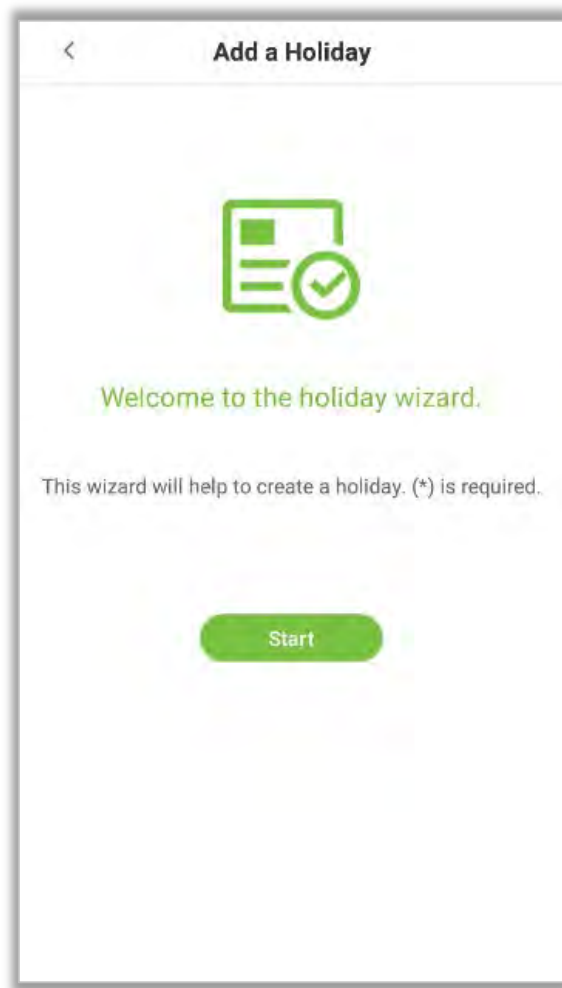 Add a Holiday
Welcome to the holiday wizard.
This wizard will help to create a holiday. (*) is required.
Start